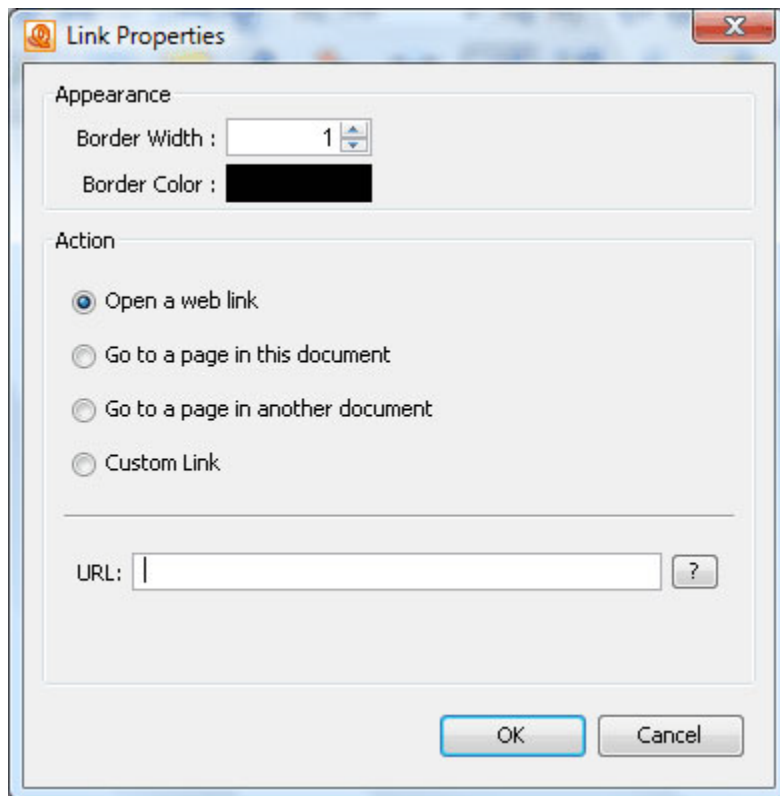 Link Properties
Appearance
Border Width : 1
Border Color :
Action
Open a web link
Go to a page in this document
Go to a page in another document
Custom Link
URL: ?
OK Cancel